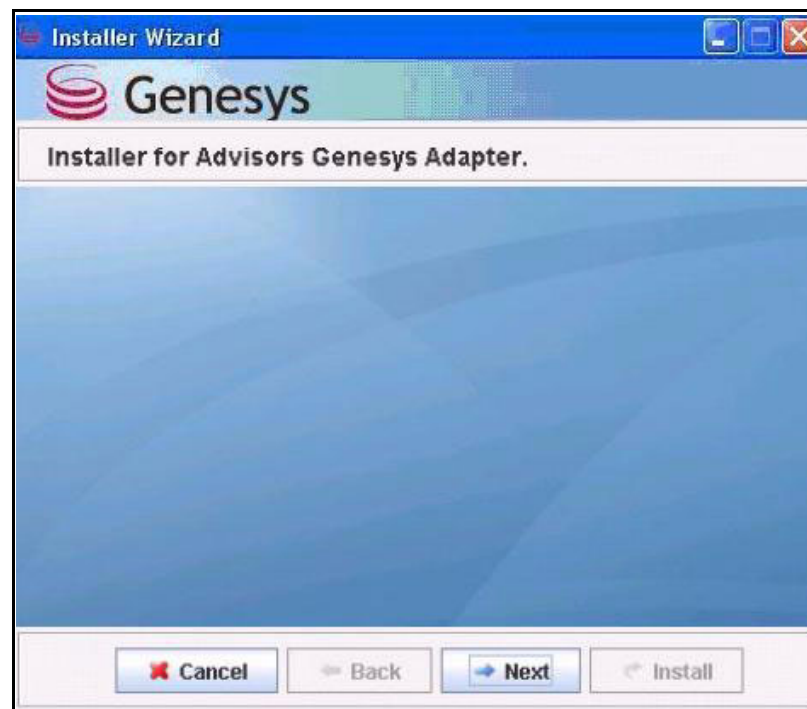 Installer Wizard
Genesys
Installer for Advisors Genesys Adapter.
Cancel
Back
Next
Install